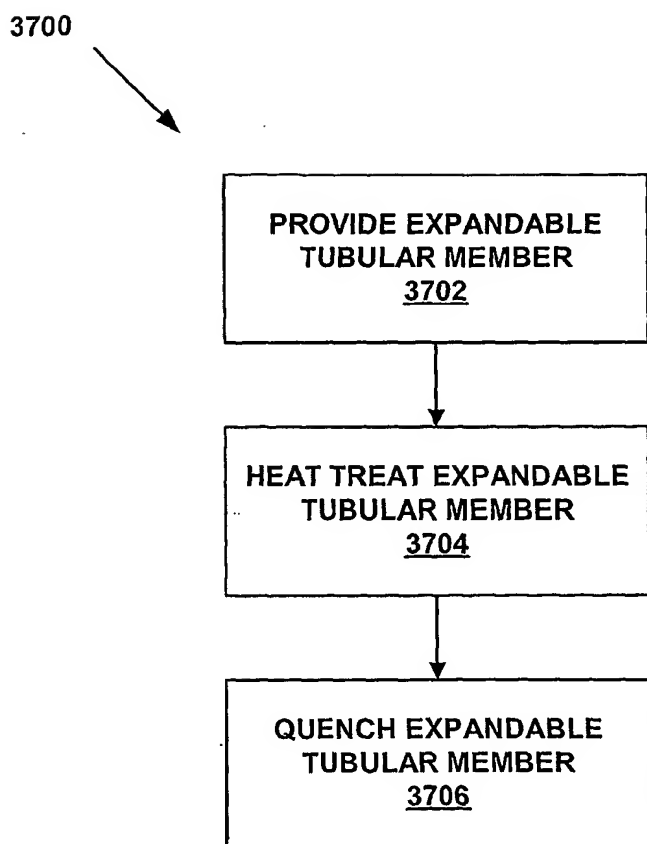 3700
PROVIDE EXPANDABLE
TUBULAR MEMBER
3702
HEAT TREAT EXPANDABLE
TUBULAR MEMBER
3704
QUENCH EXPANDABLE
TUBULAR MEMBER
3706